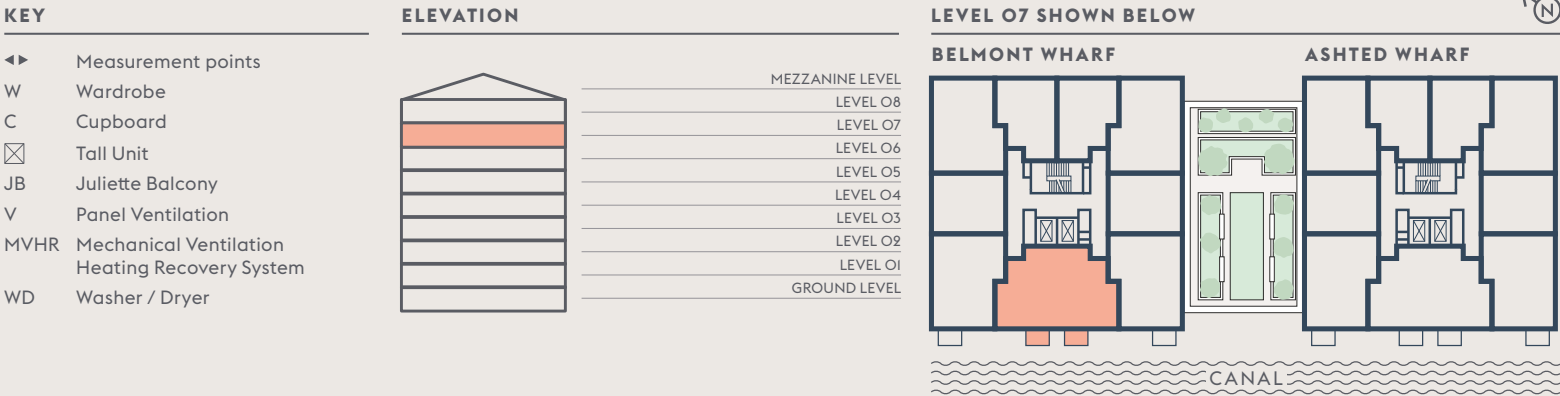 KEY
Measurement points
W Wardrobe
C Cupboard
Tall Unit
JB Juliette Balcony
V Panel Ventilation
MVHR Mechanical Ventilation
Heating Recovery System
WD Washer / Dryer
ELEVATION
MEZZANINE LEVEL
LEVEL 08
LEVEL 07
LEVEL 06
LEVEL 05
LEVEL 04
LEVEL 03
LEVEL 02
LEVEL 01
GROUND LEVEL
LEVEL 07 SHOWN BELOW
N
BELMONT WHARF
ASHTED WHARF
CANAL